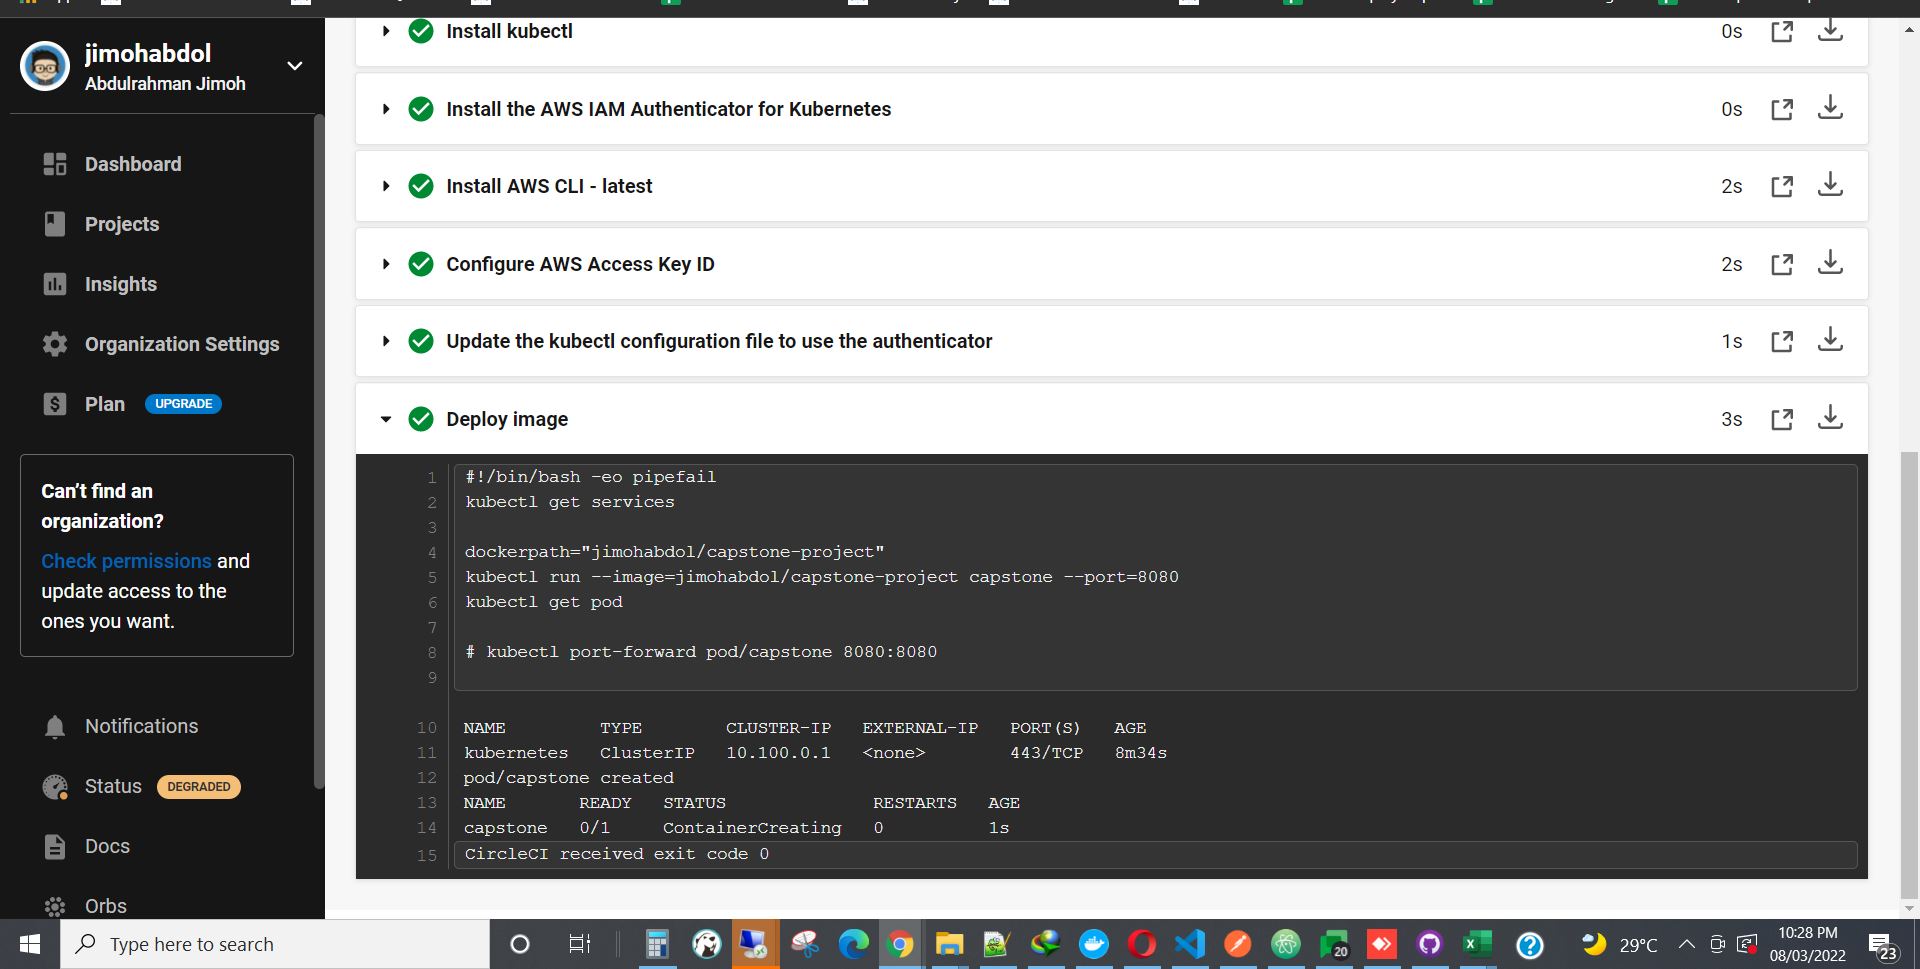 jimohabdol
Abdulrahman Jimoh
Dashboard
Projects
Insights
Organization Settings
Plan UPGRADE
Can't find an
organization?
Check permissions and
update access to the
ones you want.
Notifications
Status DEGRADED
Docs
Orbs
Install kubectl 0s
Install the AWS IAM Authenticator for Kubernetes 0s
Install AWS CLI - latest 2s
Configure AWS Access Key ID 2s
Update the kubectl configuration file to use the authenticator 1s
Deploy image 3s
1 #!/bin/bash -eo pipefail
2 kubectl get services
3
4 dockerpath="jimohabdol/capstone-project"
5 kubectl run --image=jimohabdol/capstone-project capstone --port=8080
6 kubectl get pod
7
8 # kubectl port-forward pod/capstone 8080:8080
9
10 NAME TYPE CLUSTER-IP EXTERNAL-IP PORT(S) AGE
11 kubernetes ClusterIP 10.100.0.1 <none> 443/TCP 8m34s
12 pod/capstone created
13 NAME READY STATUS RESTARTS AGE
14 capstone 0/1 ContainerCreating 0 1s
15 CircleCI received exit code 0
Type here to search
20
29°C
10:28 PM
08/03/2022
23